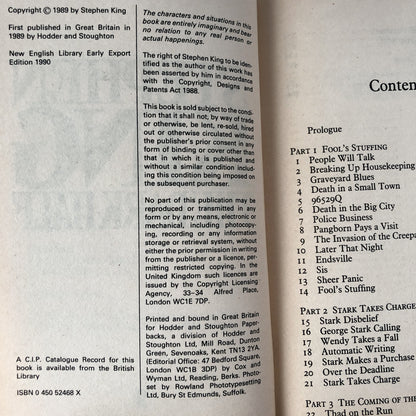 Copyright © 1989 by Stephen King
First published in Great Britain in
1989 by Hodder and Stoughton
New English Library Early Export
Edition 1990
A C.I.P. Catalogue Record for this
book is available from the British
Library
ISBN 0 450 52468 X
The characters and situations in this
book are entirely imaginary and bear
no relation to any real person or
actual happenings.
The right of Stephen King to be iden-
tified as the author of this work has
been asserted by him in accordance
with the Copyright, Designs and
Patents Act 1988.
This book is sold subject to the condi-
tion that it shall not, by way of trade
or otherwise, be lent, re-sold, hired
out or otherwise circulated without
the publisher's prior consent in any
form of binding or cover other than
that in which it is published and
without a similar condition includ-
ing this condition being imposed on
the subsequent purchaser.
No part of this publication may be
reproduced or transmitted in any
form or by any means, electronic or
mechanical, including photocopy-
ing, recording or any information
storage or retrieval system, without
either the prior permission in writing
from the publisher or a licence, per-
mitting restricted copying. In the
United Kingdom such licences are
issued by the Copyright Licensing
Agency, 33–34 Alfred Place,
London WC1E 7DP.
Printed and bound in Great Britain
for Hodder and Stoughton Paper-
backs, a division of Hodder and
Stoughton Ltd, Mill Road, Dunton
Green, Sevenoaks, Kent TN13 2YA.
(Editorial Office: 47 Bedford Square,
London WC1B 3DP) by Cox and
Wyman Ltd, Reading, Berks. Photo-
set by Rowland Phototypesetting
Ltd, Bury St Edmunds, Suffolk.
Conten
Prologue
PART 1 FOOL'S STUFFING
1 People Will Talk
2 Breaking Up Housekeeping
3 Graveyard Blues
4 Death in a Small Town
5 96529Q
6 Death in the Big City
7 Police Business
8 Pangborn Pays a Visit
9 The Invasion of the Creepa
10 Later That Night
11 Endsville
12 Sis
13 Sheer Panic
14 Fool's Stuffing
PART 2 STARK TAKES CHARGE
15 Stark Disbelief
16 George Stark Calling
17 Wendy Takes a Fall
18 Automatic Writing
19 Stark Makes a Purchase
20 Over the Deadline
21 Stark Takes Charge
PART 3 THE COMING OF THE
22 Thad on the Run